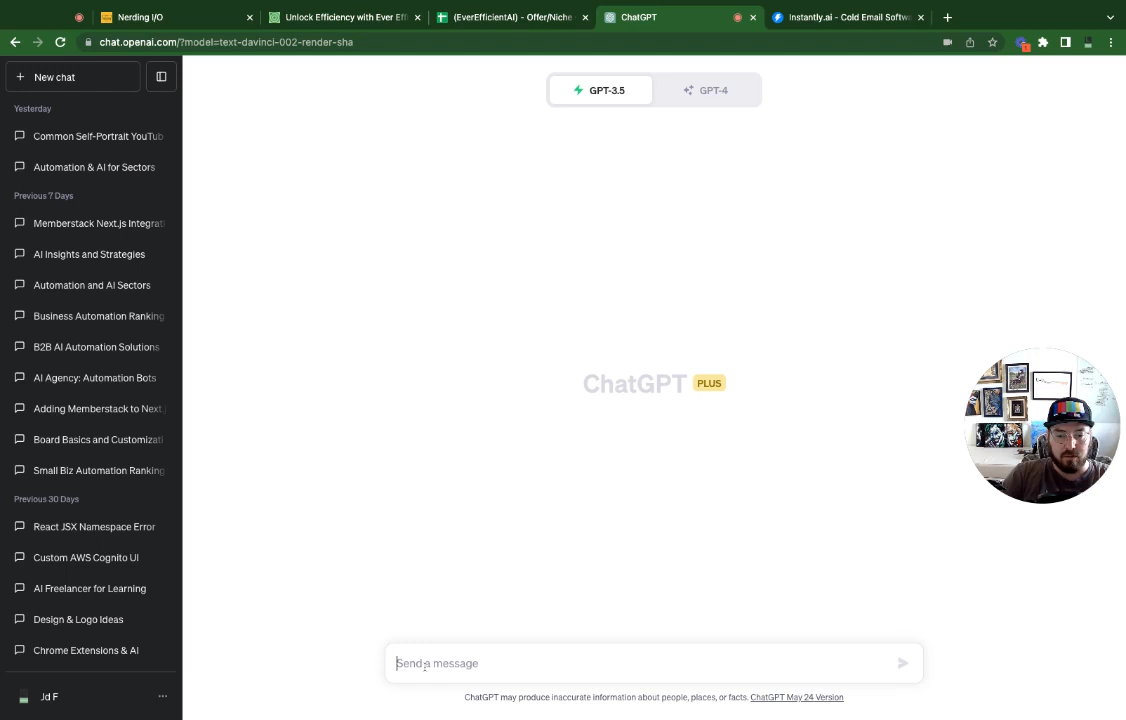 Nerding I/O
Unlock Efficiency with Ever Effi
(EverEfficientAI) - Offer/Niche
ChatGPT
Instantly.ai - Cold Email Softwa
chat.openai.com/?model=text-davinci-002-render-sha
1
New chat
GPT-3.5
GPT-4
Yesterday
Common Self-Portrait YouTub
Automation & AI for Sectors
Previous 7 Days
Memberstack Next.js Integrati
AI Insights and Strategies
Automation and AI Sectors
Business Automation Ranking
B2B AI Automation Solutions
AI Agency: Automation Bots
Adding Memberstack to Next.j
Board Basics and Customizati
Small Biz Automation Ranking
Previous 30 Days
React JSX Namespace Error
Custom AWS Cognito UI
AI Freelancer for Learning
Design & Logo Ideas
Chrome Extensions & AI
Jd F
ChatGPT PLUS
Send a message
ChatGPT may produce inaccurate information about people, places, or facts. ChatGPT May 24 Version